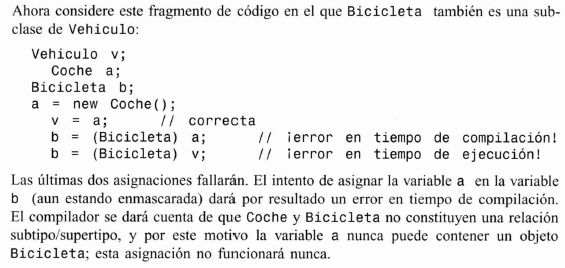 Ahora considere este fragmento de código en el que Bicicleta también es una sub-
clase de Vehiculo:
Vehiculo v;
Coche a;
Bicicleta b;
a = new Coche();
v = a; // correcta
b = (Bicicleta) a; // ¡error en tiempo de compilación!
b = (Bicicleta) v; // ¡error en tiempo de ejecución!
Las últimas dos asignaciones fallarán. El intento de asignar la variable a en la variable
b (aun estando enmascarada) dará por resultado un error en tiempo de compilación.
El compilador se dará cuenta de que Coche y Bicicleta no constituyen una relación
subtipo/supertipo, y por este motivo la variable a nunca puede contener un objeto
Bicicleta; esta asignación no funcionará nunca.